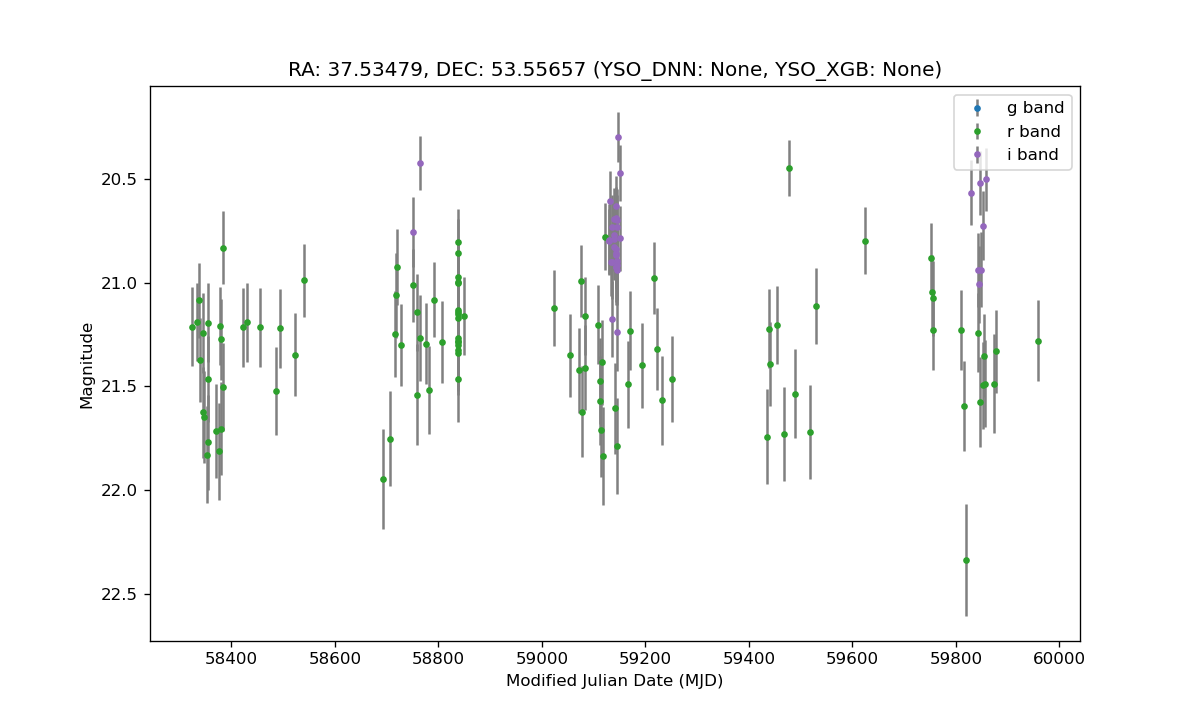 RA: 37.53479, DEC: 53.55657 (YSO_DNN: None, YSO_XGB: None)
g band
r band
i band
Magnitude
20.5
21.0
21.5
22.0
22.5
58400 58600 58800 59000 59200 59400 59600 59800 60000
Modified Julian Date (MJD)